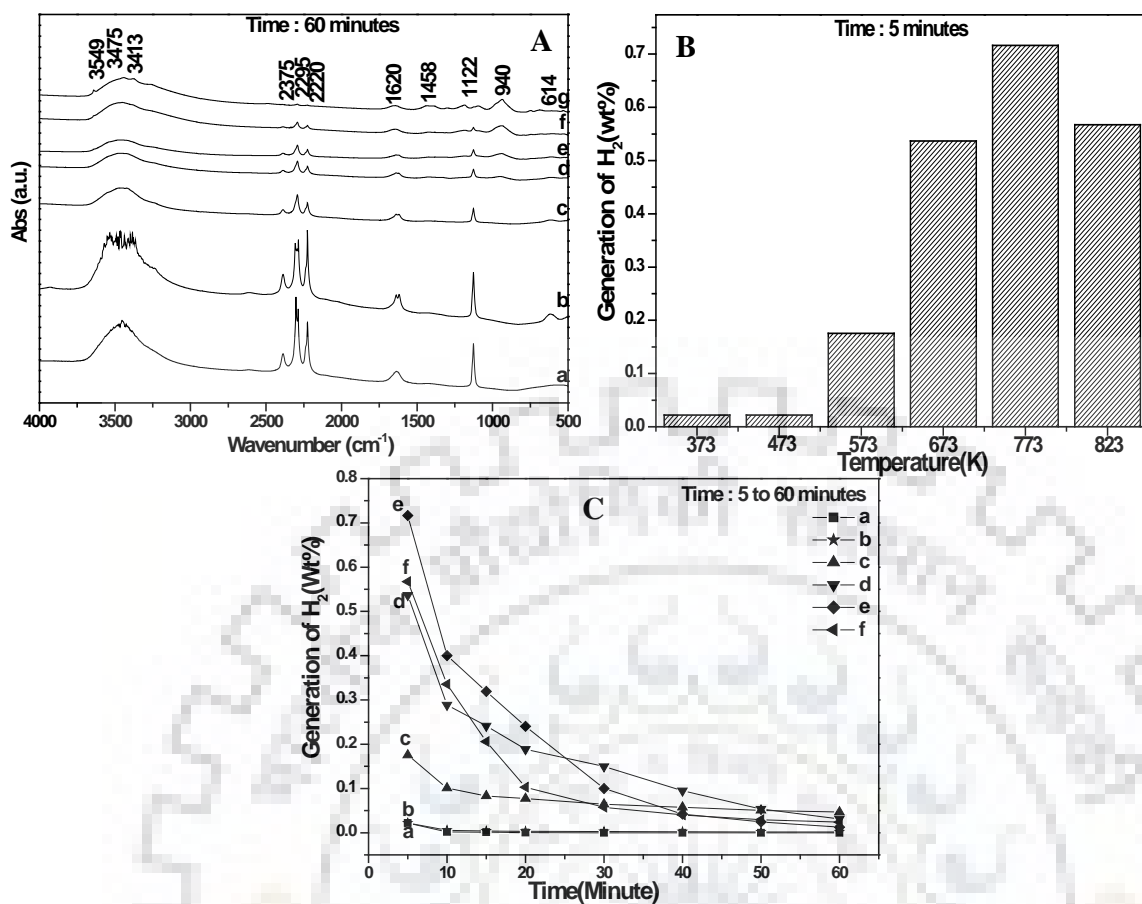 Time : 60 minutes
A
3549
3475
3413
2375
2295
2220
1620
1458
1122
940
614
g
f
e
d
c
b
a
Abs (a.u.)
4000 3500 3000 2500 2000 1500 1000 500
Wavenumber (cm-1)
Time : 5 minutes
B
0.7
0.6
0.5
0.4
0.3
0.2
0.1
0.0
Generation of H2(wt%)
373 473 573 673 773 823
Temperature(K)
Time : 5 to 60 minutes
C
0.8
0.7
0.6
0.5
0.4
0.3
0.2
0.1
0.0
Generation of H2(Wt%)
e
f
d
c
b
a
a
b
c
d
e
f
0 10 20 30 40 50 60
Time(Minute)